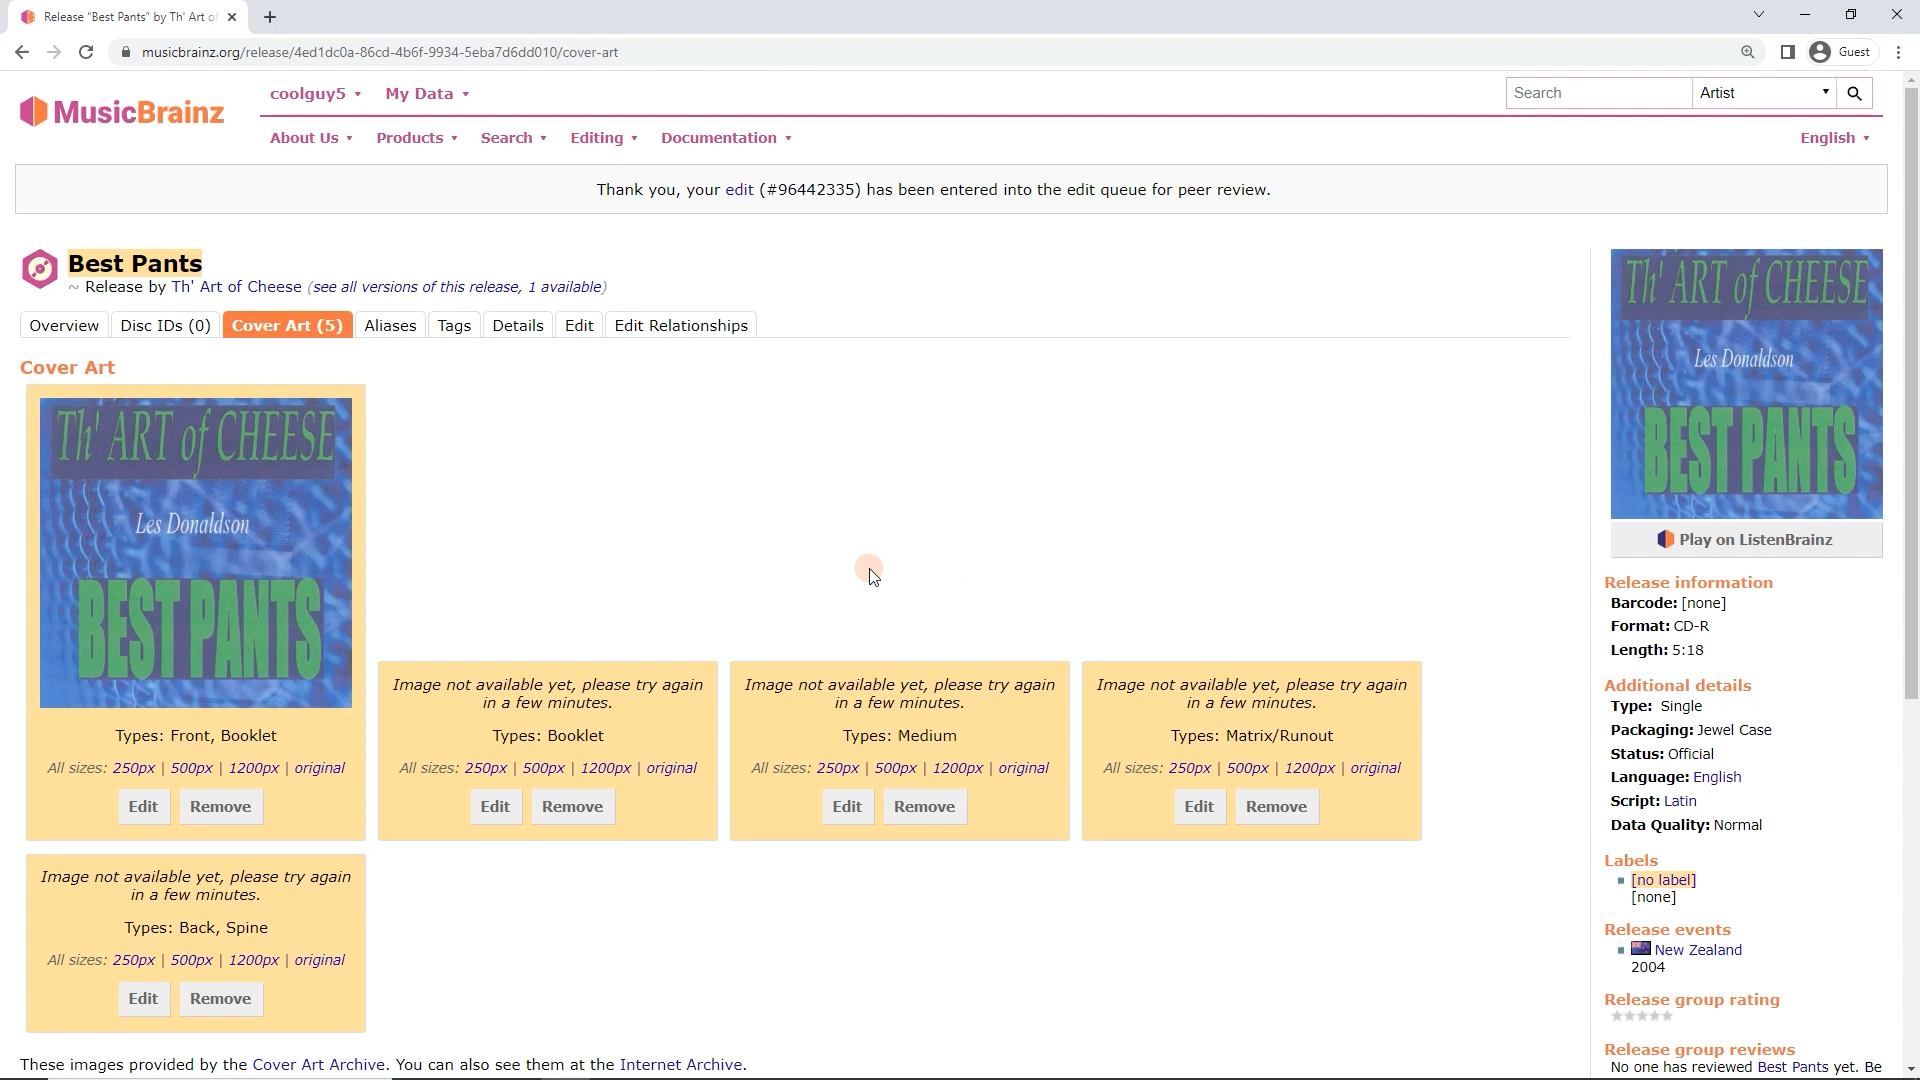 Release "Best Pants" by Th' Art of
musicbrainz.org/release/4ed1dc0a-86cd-4b6f-9934-5eba7d6dd010/cover-art
Guest
MusicBrainz
coolguy5 My Data
Search Artist
About Us Products Search Editing Documentation English
Thank you, your edit (#96442335) has been entered into the edit queue for peer review.
Best Pants
~ Release by Th' Art of Cheese (see all versions of this release, 1 available)
Overview Disc IDs (0) Cover Art (5) Aliases Tags Details Edit Edit Relationships
Cover Art
Th' ART of CHEESE
Les Donaldson
BEST PANTS
Types: Front, Booklet
All sizes: 250px | 500px | 1200px | original
Edit Remove
Image not available yet, please try again
in a few minutes.
Types: Booklet
All sizes: 250px | 500px | 1200px | original
Edit Remove
Image not available yet, please try again
in a few minutes.
Types: Medium
All sizes: 250px | 500px | 1200px | original
Edit Remove
Image not available yet, please try again
in a few minutes.
Types: Matrix/Runout
All sizes: 250px | 500px | 1200px | original
Edit Remove
Image not available yet, please try again
in a few minutes.
Types: Back, Spine
All sizes: 250px | 500px | 1200px | original
Edit Remove
These images provided by the Cover Art Archive. You can also see them at the Internet Archive.
Th' ART of CHEESE
Les Donaldson
BEST PANTS
Play on ListenBrainz
Release information
Barcode: [none]
Format: CD-R
Length: 5:18
Additional details
Type: Single
Packaging: Jewel Case
Status: Official
Language: English
Script: Latin
Data Quality: Normal
Labels
[no label]
[none]
Release events
New Zealand
2004
Release group rating
Release group reviews
No one has reviewed Best Pants yet. Be